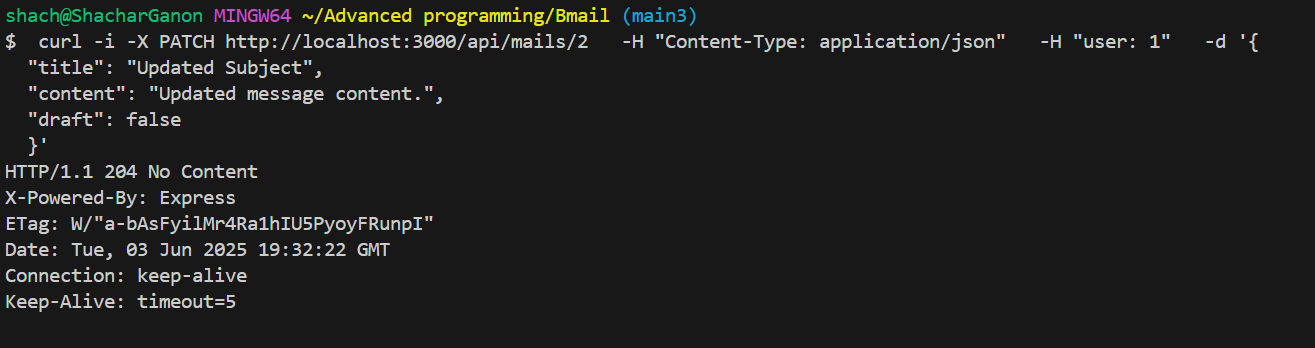 shach@ShacharGanon MINGW64 ~/Advanced programming/Bmail (main3)
$  curl -i -X PATCH http://localhost:3000/api/mails/2   -H "Content-Type: application/json"   -H "user: 1"   -d '{
  "title": "Updated Subject",
  "content": "Updated message content.",
  "draft": false
  }'
HTTP/1.1 204 No Content
X-Powered-By: Express
ETag: W/"a-bAsFyilMr4Ra1hIU5PyoyFRunpI"
Date: Tue, 03 Jun 2025 19:32:22 GMT
Connection: keep-alive
Keep-Alive: timeout=5